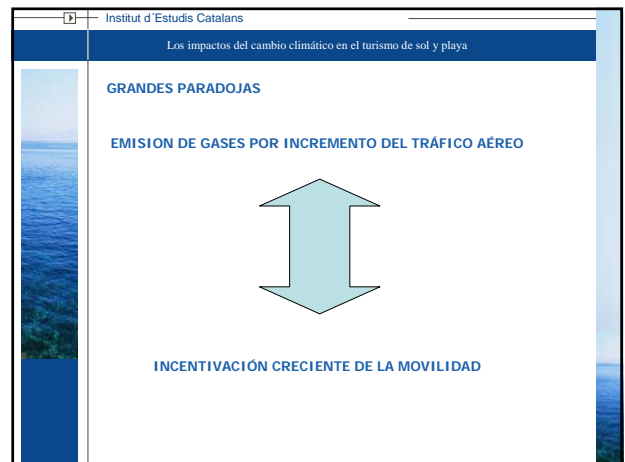 Institut d´Estudis Catalans
Los impactos del cambio climático en el turismo de sol y playa
GRANDES PARADOJAS
EMISION DE GASES POR INCREMENTO DEL TRÁFICO AÉREO
INCENTIVACIÓN CRECIENTE DE LA MOVILIDAD